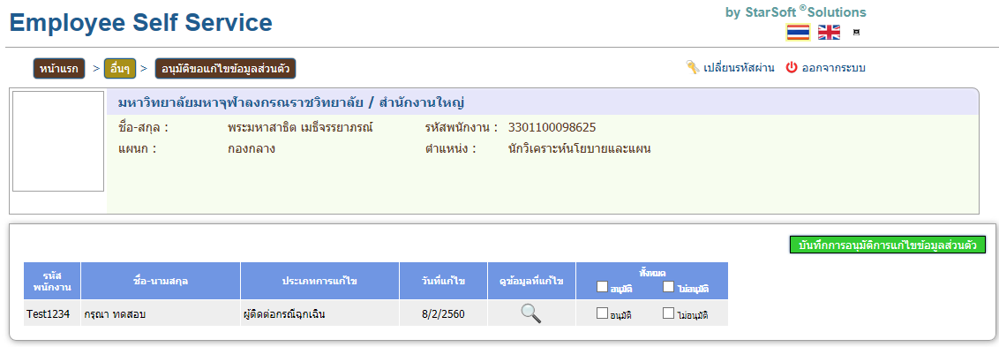 Employee Self Service
by StarSoft ®Solutions
หน้าแรก > อื่นๆ > อนุมัติขอแก้ไขข้อมูลส่วนตัว
เปลี่ยนรหัสผ่าน ออกจากระบบ
มหาวิทยาลัยมหาจุฬาลงกรณราชวิทยาลัย / สำนักงานใหญ่
ชื่อ-สกุล : พระมหาสาธิต เมธีจรรยาภรณ์ รหัสพนักงาน : 3301100098625
แผนก : กองกลาง ตำแหน่ง : นักวิเคราะห์นโยบายและแผน
บันทึกการอนุมัติการแก้ไขข้อมูลส่วนตัว
รหัส
พนักงาน ชื่อ-นามสกุล ประเภทการแก้ไข วันที่แก้ไข ดูข้อมูลที่แก้ไข ทั้งหมด
อนุมัติ ไม่อนุมัติ
Test1234 กรุณา ทดสอบ ผู้ติดต่อกรณีฉุกเฉิน 8/2/2560 อนุมัติ ไม่อนุมัติ